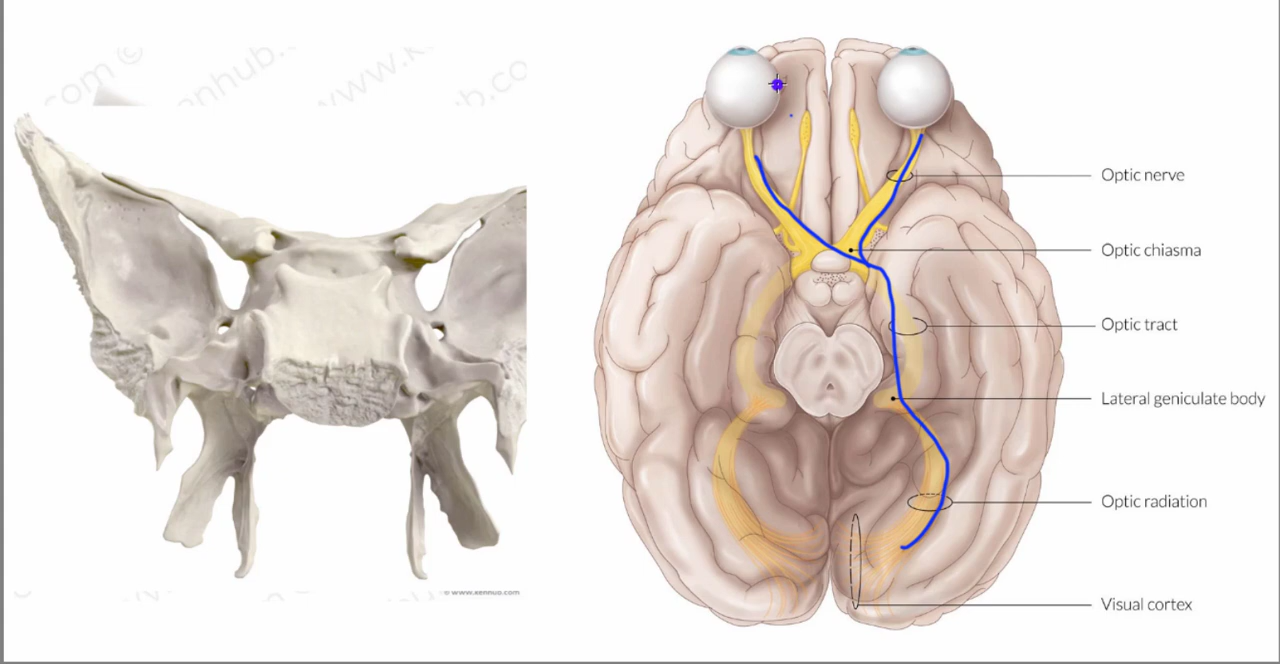 Optic nerve
Optic chiasma
Optic tract
Lateral geniculate body
Optic radiation
Visual cortex
© www.kenhub.com